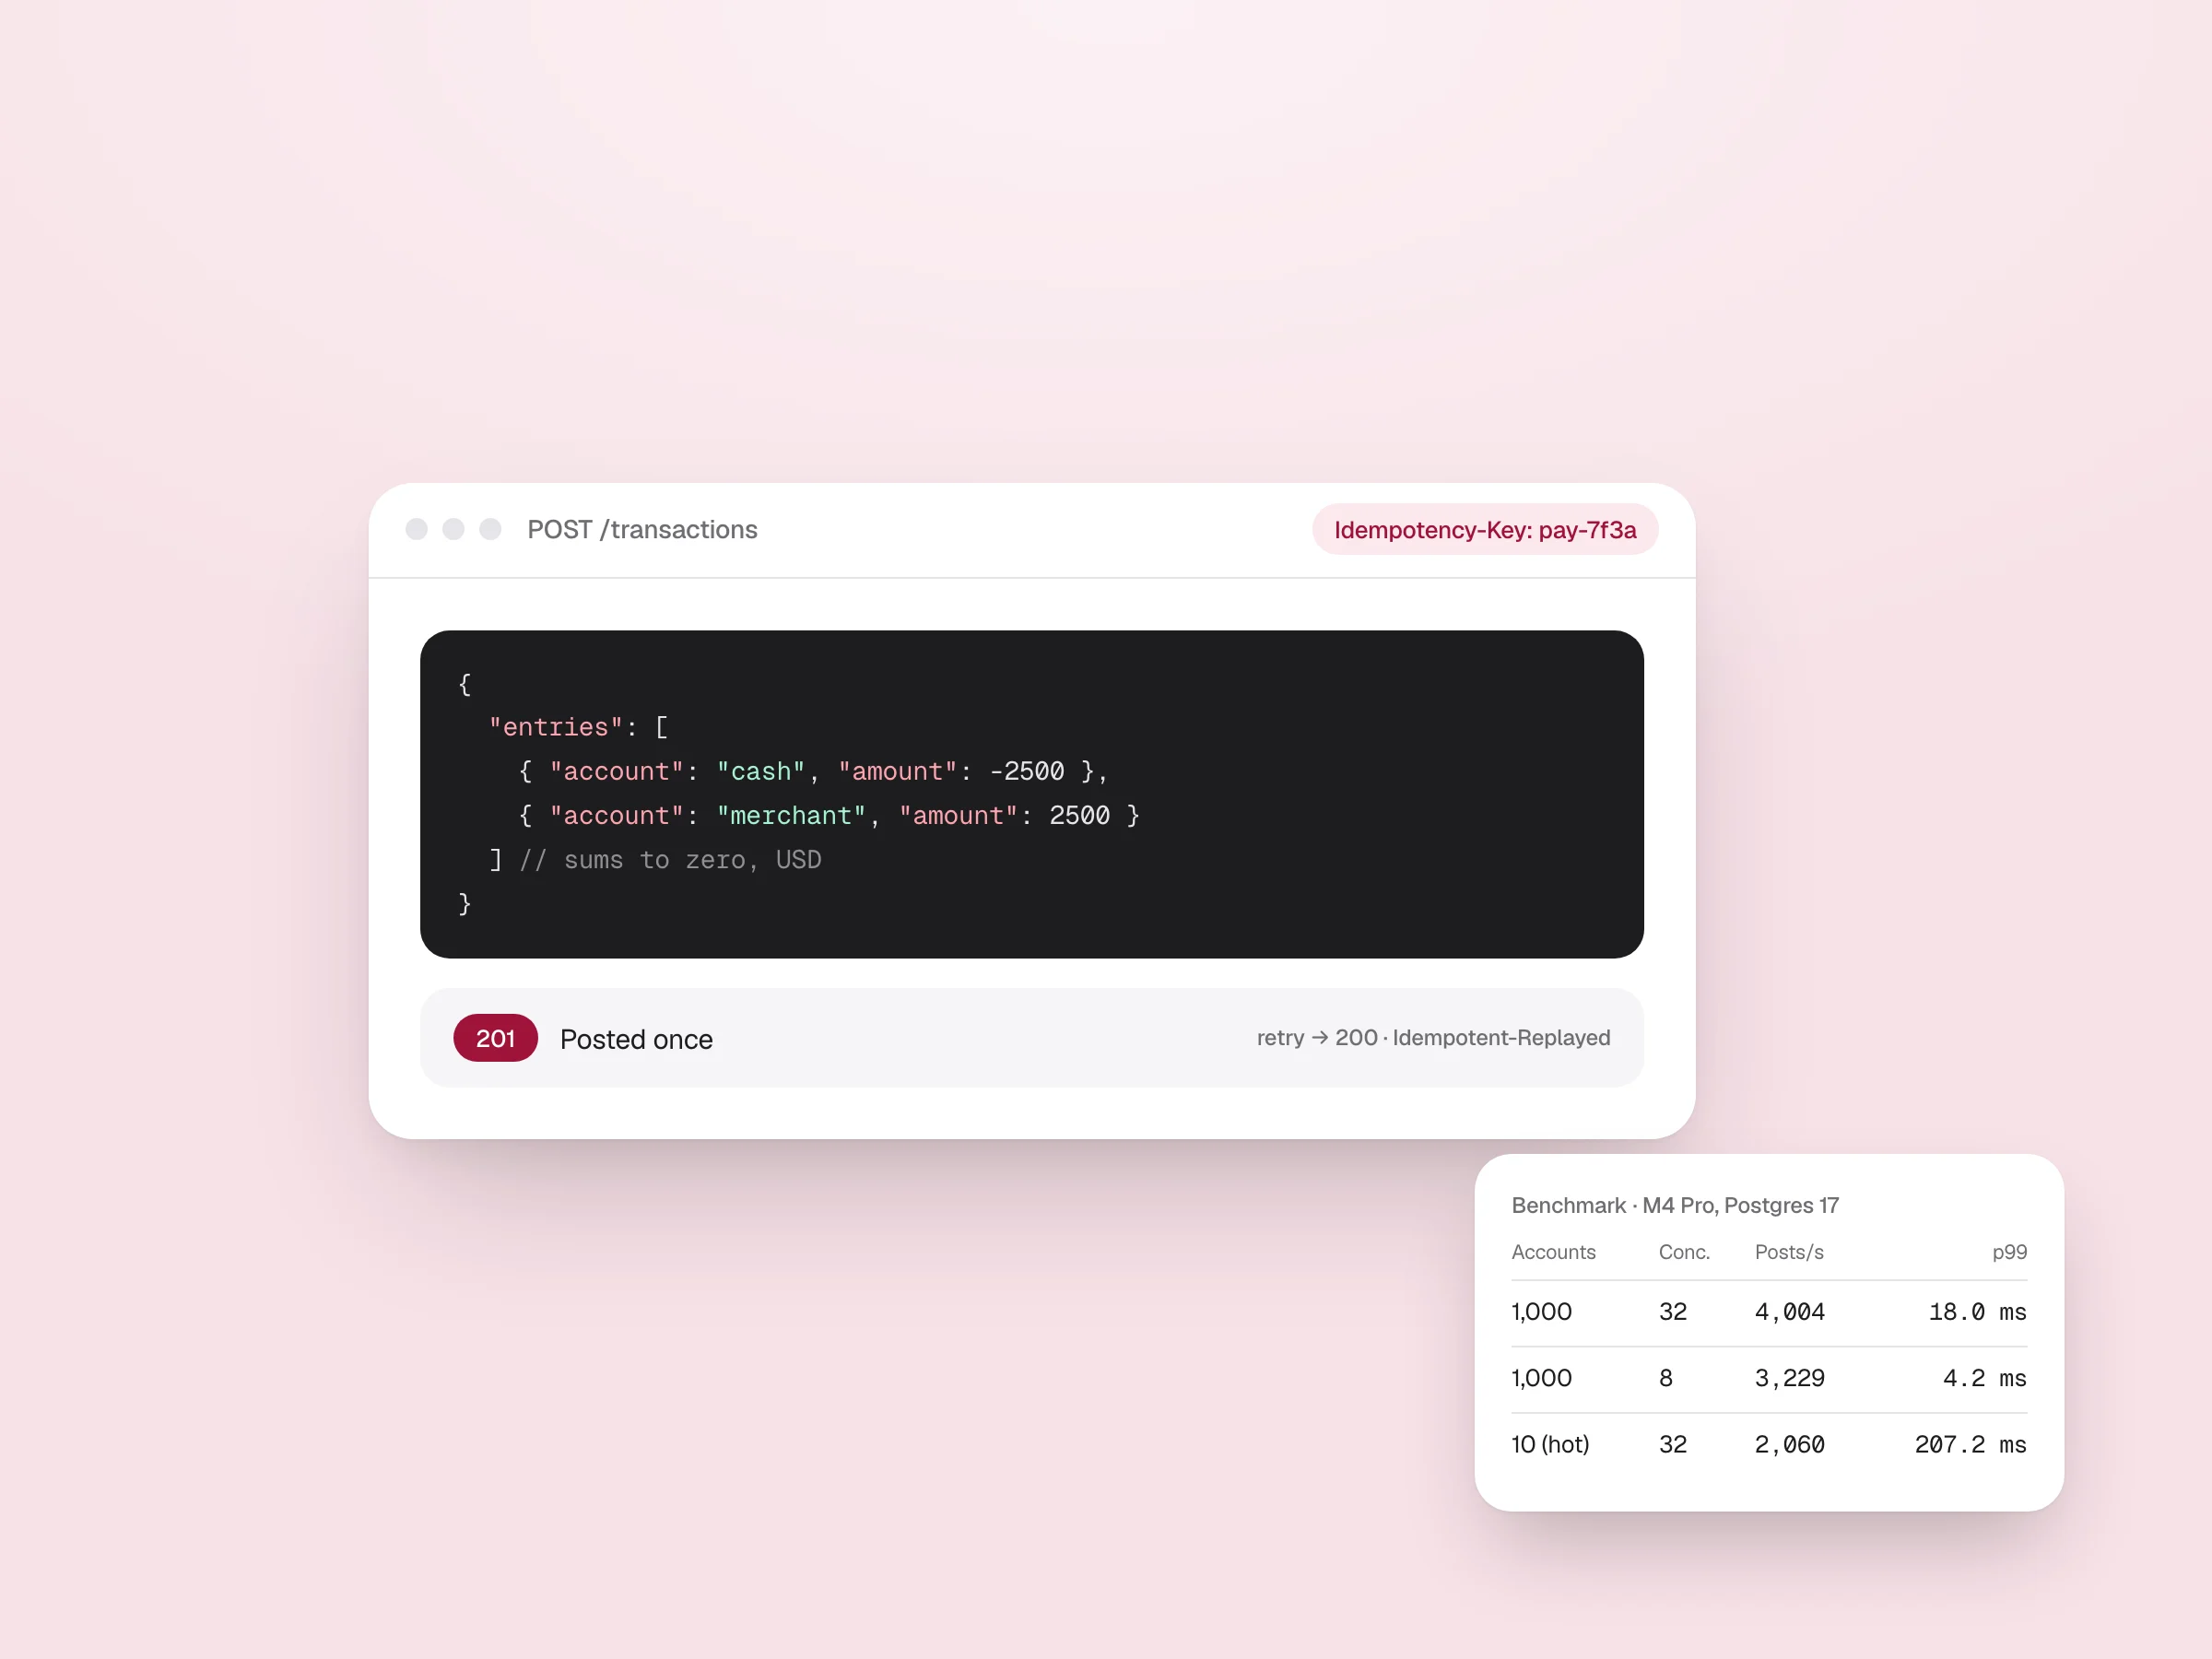 POST /transactions
Idempotency-Key: pay-7f3a
{
"entries": [
{ "account": "cash", "amount": -2500 },
{ "account": "merchant", "amount": 2500 }
] // sums to zero, USD
}
201 Posted once
retry → 200 · Idempotent-Replayed
Benchmark · M4 Pro, Postgres 17
Accounts Conc. Posts/s p99
1,000 32 4,004 18.0 ms
1,000 8 3,229 4.2 ms
10 (hot) 32 2,060 207.2 ms